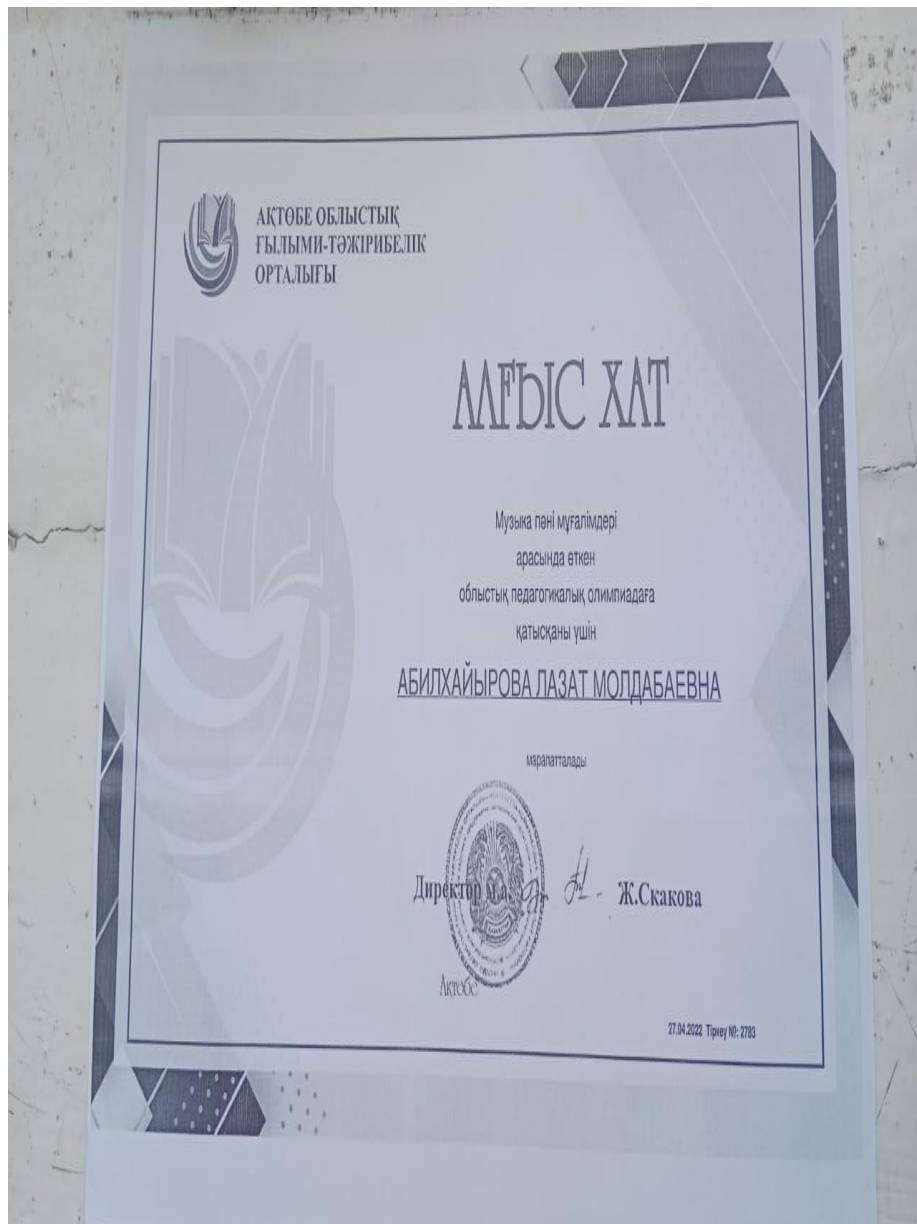 АҚТӨБЕ ОБЛЫСТЫҚ
ҒЫЛЫМИ-ТӘЖІРИБЕЛІК
ОРТАЛЫҒЫ
АЛҒЫС ХАТ
Музыка пәні мұғалімдері
арасында өткен
облыстық педагогикалық олимпиадаға
қатысқаны үшін
АБИЛХАЙЫРОВА ЛАЗАТ МОЛДАБАЕВНА
марапатталады
Директор м.а. Ж.Скакова
Ақтөбе
27.04.2022 Тіркеу №: 2783